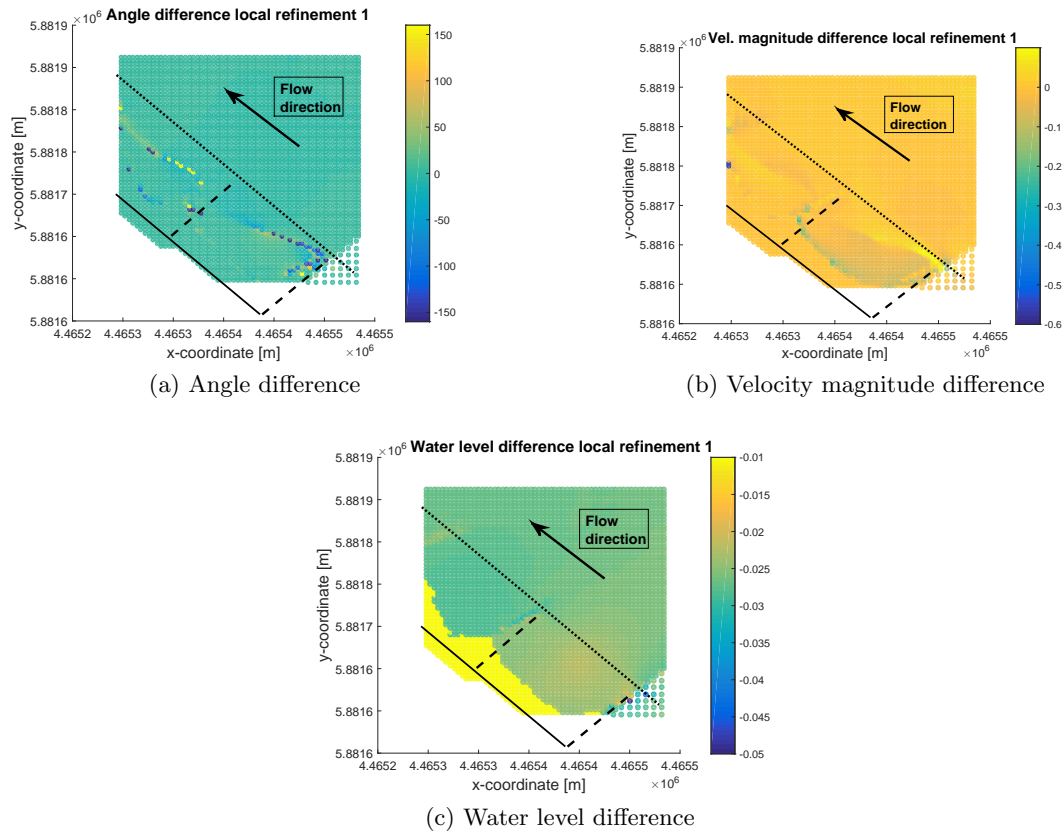 Angle difference local refinement 1
5.8819 ×10⁶
5.8819
5.8818
5.8818
5.8817
5.8816
5.8816
5.8816
4.4652 4.4653 4.4653 4.4654 4.4654 4.4655 4.4655
×10⁶
x-coordinate [m]
y-coordinate [m]
Flow
direction
150
100
50
0
-50
-100
-150
(a) Angle difference
Vel. magnitude difference local refinement 1
5.8819 ×10⁶
5.8819
5.8818
5.8818
5.8817
5.8816
5.8816
4.4652 4.4653 4.4653 4.4654 4.4654 4.4655 4.4655
×10⁶
x-coordinate [m]
y-coordinate [m]
Flow
direction
0
-0.1
-0.2
-0.3
-0.4
-0.5
-0.6
(b) Velocity magnitude difference
Water level difference local refinement 1
5.8819 ×10⁶
5.8819
5.8818
5.8818
5.8817
5.8816
5.8816
5.8816
4.4652 4.4653 4.4653 4.4654 4.4654 4.4655 4.4655
×10⁶
x-coordinate [m]
y-coordinate [m]
Flow
direction
-0.01
-0.015
-0.02
-0.025
-0.03
-0.035
-0.04
-0.045
-0.05
(c) Water level difference